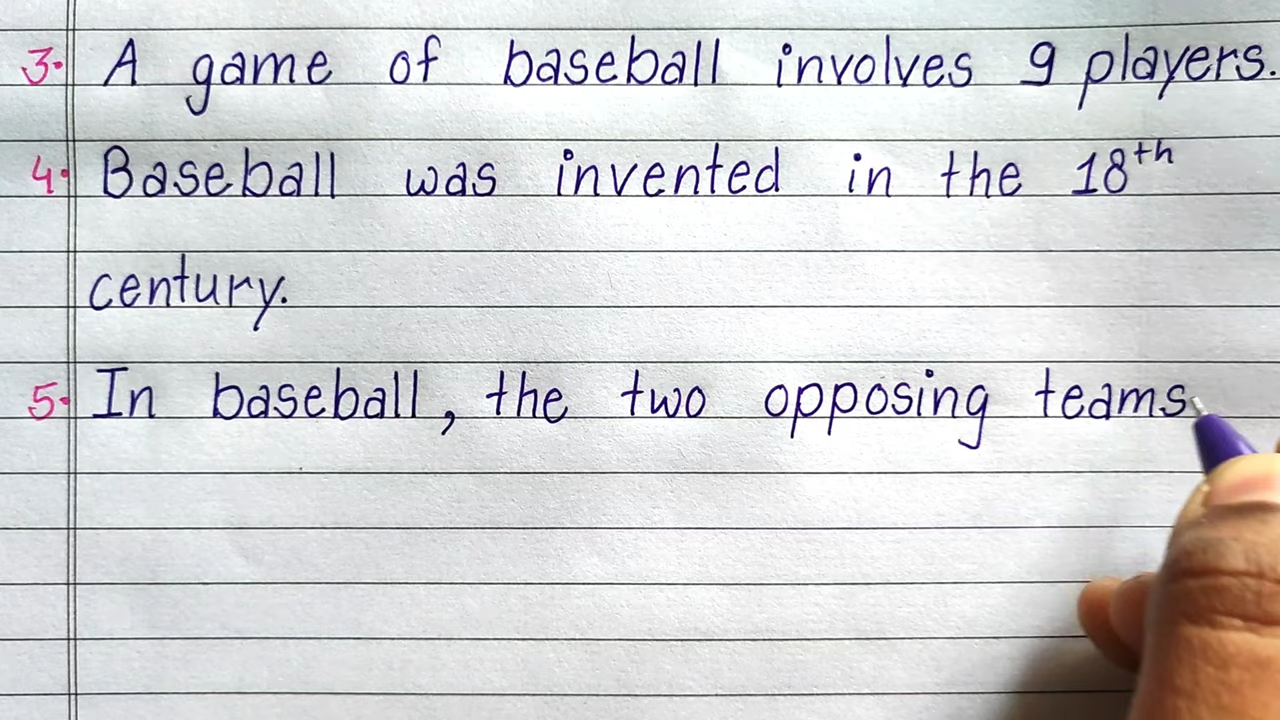 3. A game of baseball involves 9 players.
4. Baseball was invented in the 18th
century.
5. In baseball, the two opposing teams